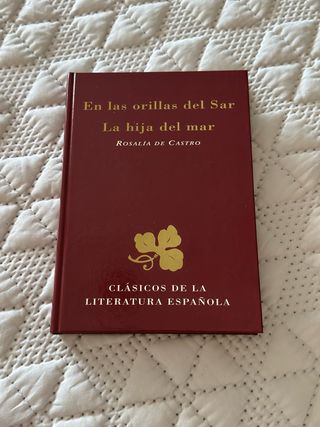 En las orillas del Sar
La hija del mar
ROSALÍA DE CASTRO
CLÁSICOS DE LA
LITERATURA ESPAÑOLA